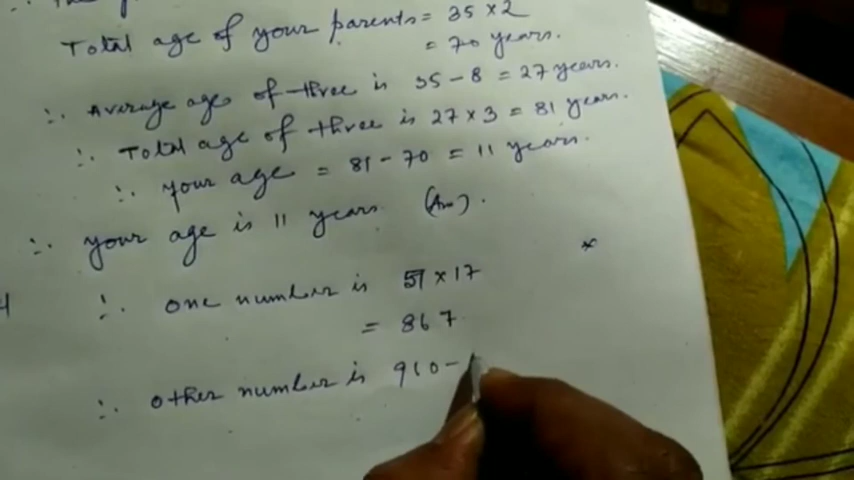 Total age of your parents = 35 × 2
= 70 years.
∴ Average age of three is 35 - 8 = 27 years.
∴ Total age of three is 27 × 3 = 81 years.
∴ your age = 81 - 70 = 11 years.
∴ your age is 11 years (Ans).
∴ one number is 51 × 17
= 867
∴ other number is 910 -